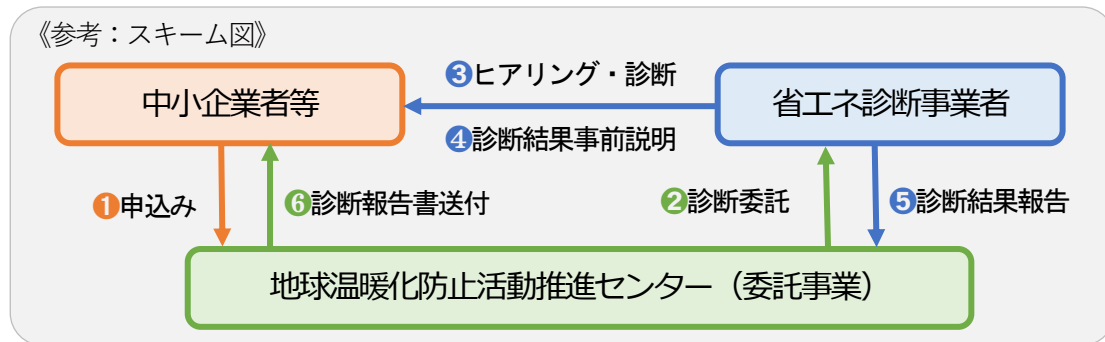 《参考：スキーム図》
❸ヒアリング・診断
中小企業者等
省エネ診断事業者
❹診断結果事前説明
❶申込み
❻診断報告書送付
❷診断委託
❺診断結果報告
地球温暖化防止活動推進センター（委託事業）